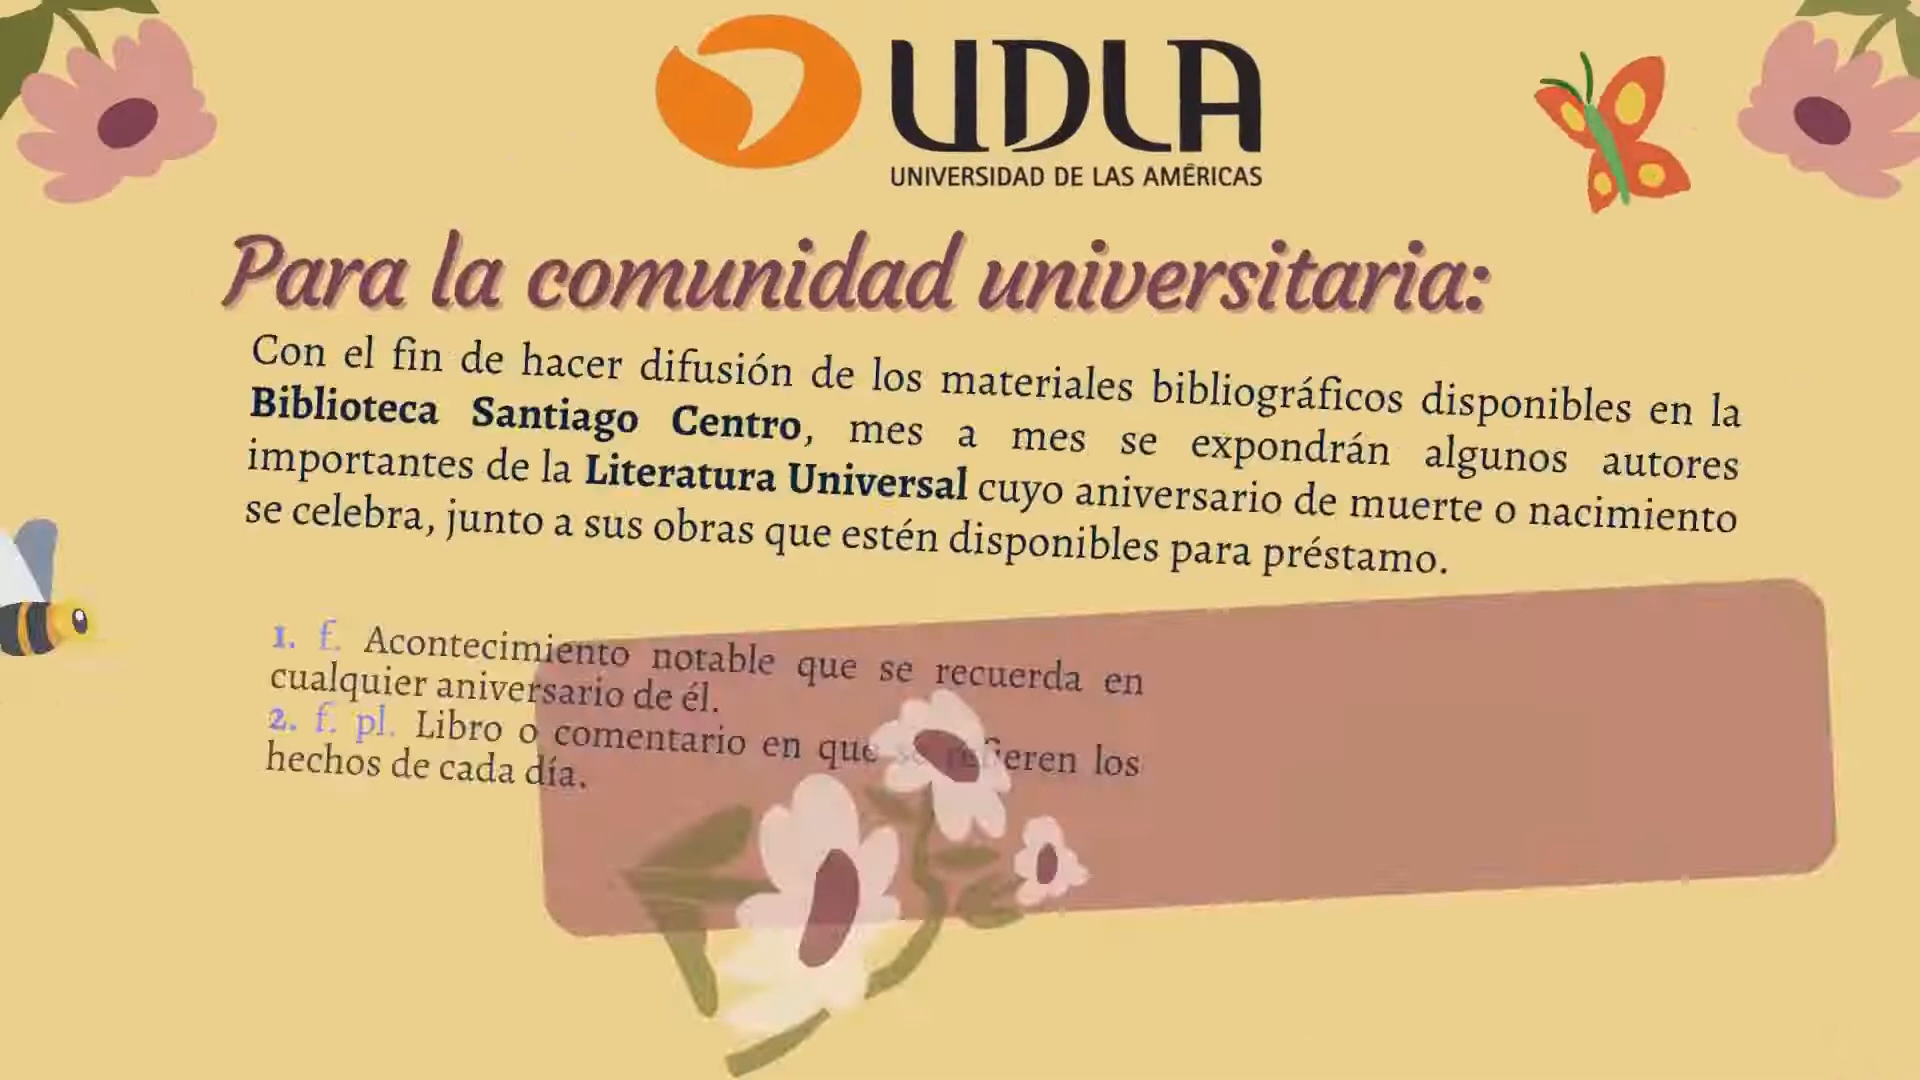 UDLA
UNIVERSIDAD DE LAS AMÉRICAS
Para la comunidad universitaria:
Con el fin de hacer difusión de los materiales bibliográficos disponibles en la
Biblioteca Santiago Centro, mes a mes se expondrán algunos autores
importantes de la Literatura Universal cuyo aniversario de muerte o nacimiento
se celebra, junto a sus obras que estén disponibles para préstamo.
1. f. Acontecimiento notable que se recuerda en
cualquier aniversario de él.
2. f. pl. Libro o comentario en que se refieren los
hechos de cada día.